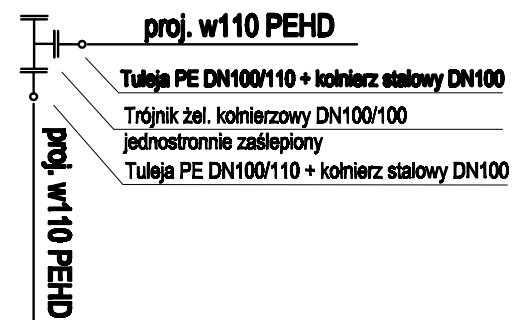 proj. w110 PEHD
Tuleja PE DN100/110 + kołnierz stalowy DN100
Trójnik żel. kołnierzowy DN100/100
jednostronnie zaślepiony
Tuleja PE DN100/110 + kołnierz stalowy DN100
proj. w110 PEHD